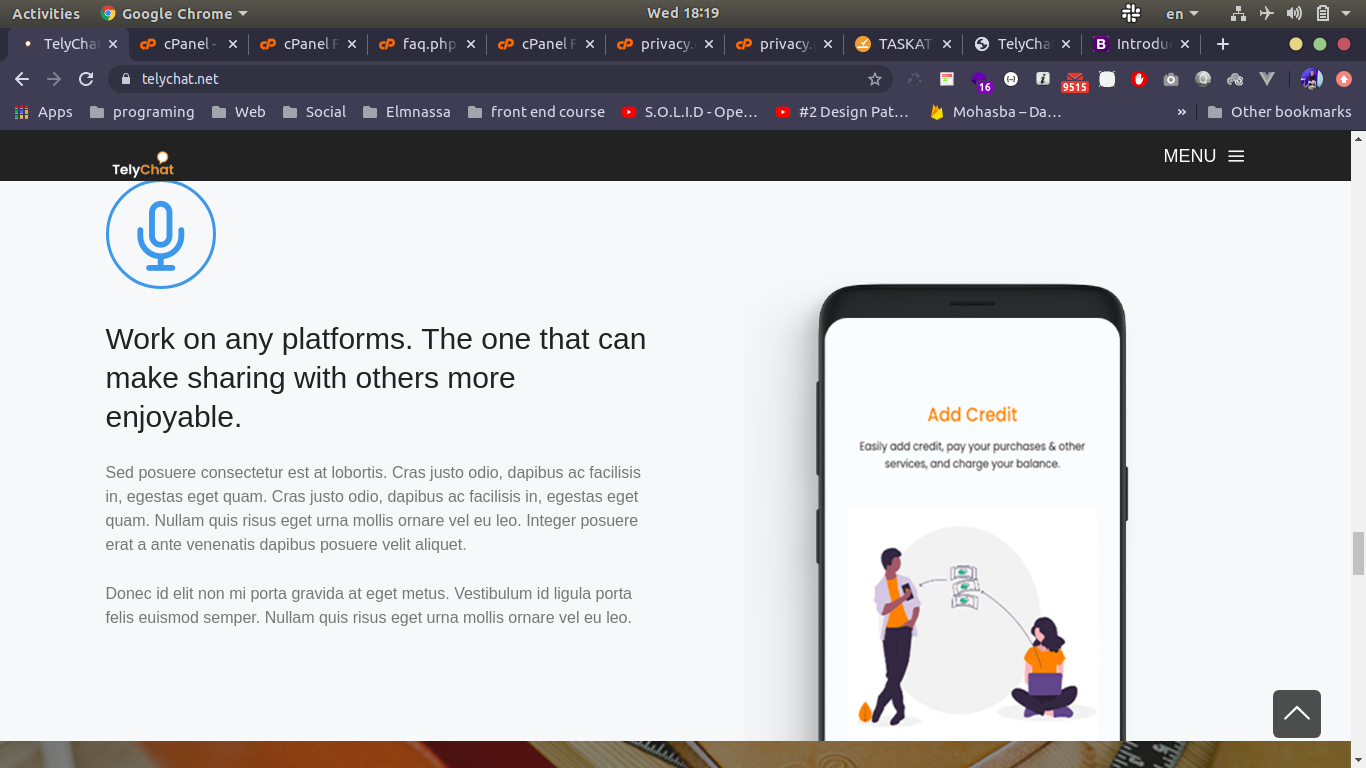 Activities
Google Chrome
Wed 18:19
en
TelyCha
cPanel -
cPanel F
faq.php
cPanel F
privacy.
privacy.
TASKAT
TelyCha
Introdu
telychat.net
16
9515
Apps
programing
Web
Social
Elmnassa
front end course
S.O.L.I.D - Ope…
#2 Design Pat…
Mohasba – Da…
»
Other bookmarks
TelyChat
MENU
Work on any platforms. The one that can
make sharing with others more
enjoyable.
Sed posuere consectetur est at lobortis. Cras justo odio, dapibus ac facilisis
in, egestas eget quam. Cras justo odio, dapibus ac facilisis in, egestas eget
quam. Nullam quis risus eget urna mollis ornare vel eu leo. Integer posuere
erat a ante venenatis dapibus posuere velit aliquet.
Donec id elit non mi porta gravida at eget metus. Vestibulum id ligula porta
felis euismod semper. Nullam quis risus eget urna mollis ornare vel eu leo.
Add Credit
Easily add credit, pay your purchases & other
services, and charge your balance.